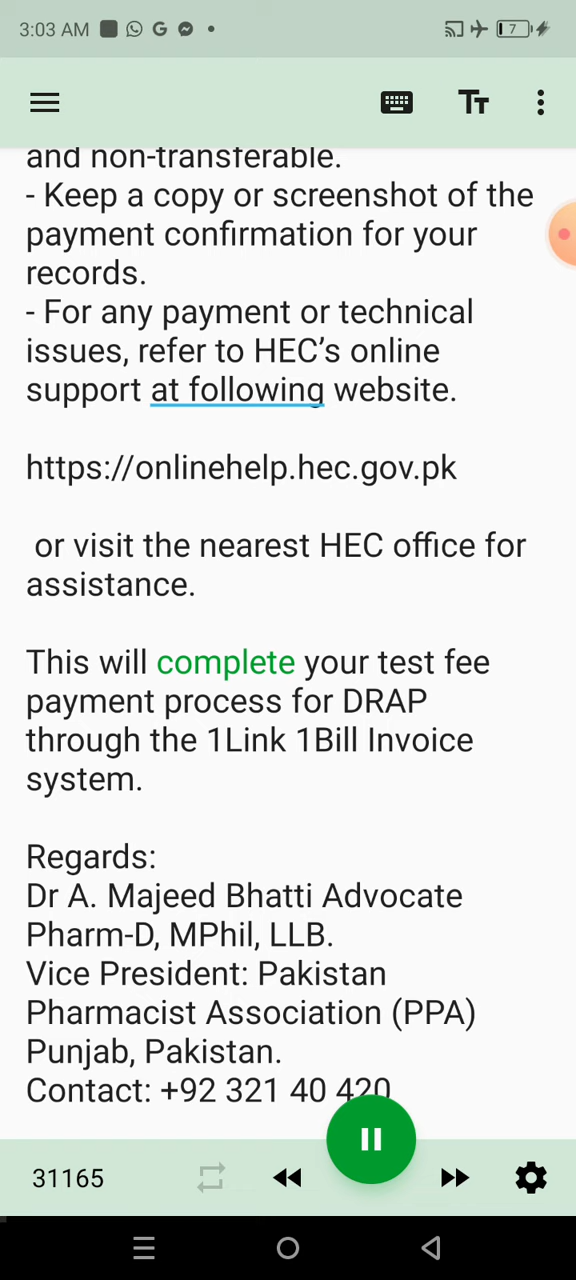 3:03 AM
7
and non-transferable.
- Keep a copy or screenshot of the
payment confirmation for your
records.
- For any payment or technical
issues, refer to HEC’s online
support at following website.
https://onlinehelp.hec.gov.pk
or visit the nearest HEC office for
assistance.
This will complete your test fee
payment process for DRAP
through the 1Link 1Bill Invoice
system.
Regards:
Dr A. Majeed Bhatti Advocate
Pharm-D, MPhil, LLB.
Vice President: Pakistan
Pharmacist Association (PPA)
Punjab, Pakistan.
Contact: +92 321 40 420
31165